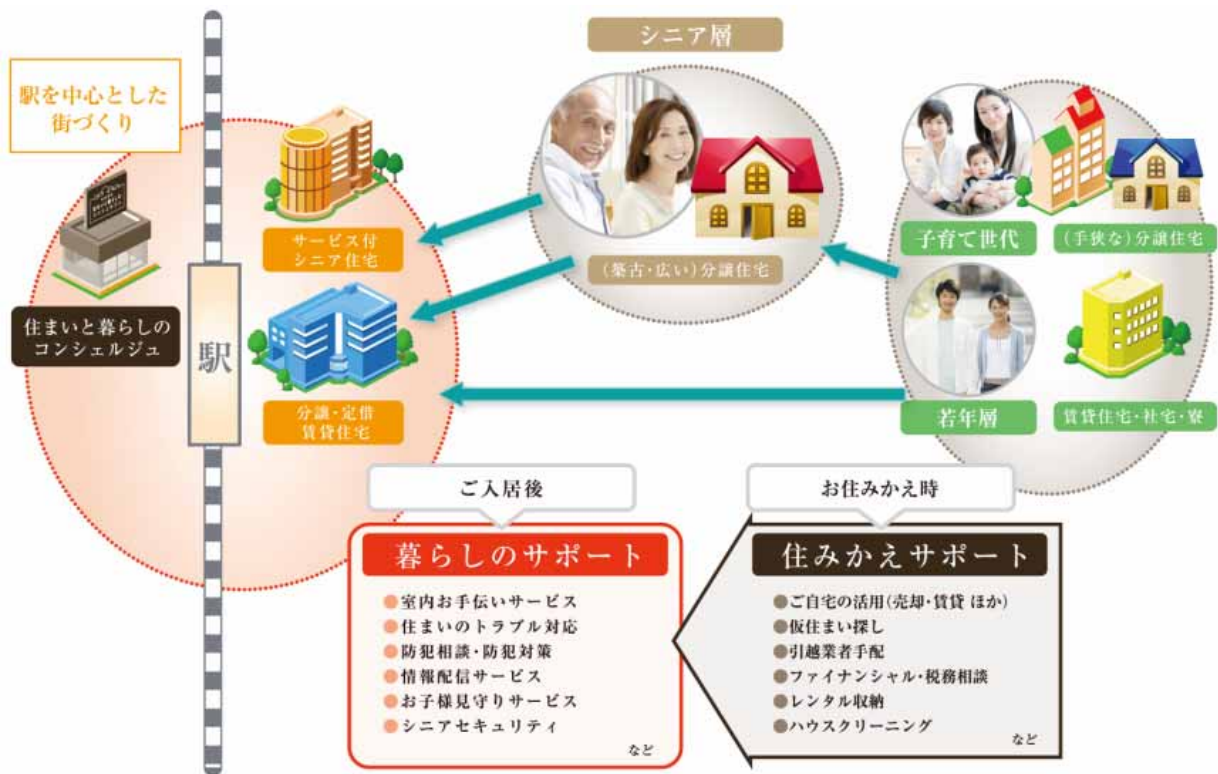 シニア層
駅を中心とした
街づくり
サービス付
シニア住宅
(築古・広い)分譲住宅
子育て世代
(手狭な)分譲住宅
住まいと暮らしの
コンシェルジュ
駅
分譲・定借
賃貸住宅
若年層
賃貸住宅・社宅・寮
ご入居後
暮らしのサポート
●室内お手伝いサービス
●住まいのトラブル対応
●防犯相談・防犯対策
●情報配信サービス
●お子様見守りサービス
●シニアセキュリティ
など
お住みかえ時
住みかえサポート
●ご自宅の活用(売却・賃貸 ほか)
●仮住まい探し
●引越業者手配
●ファイナンシャル・税務相談
●レンタル収納
●ハウスクリーニング
など